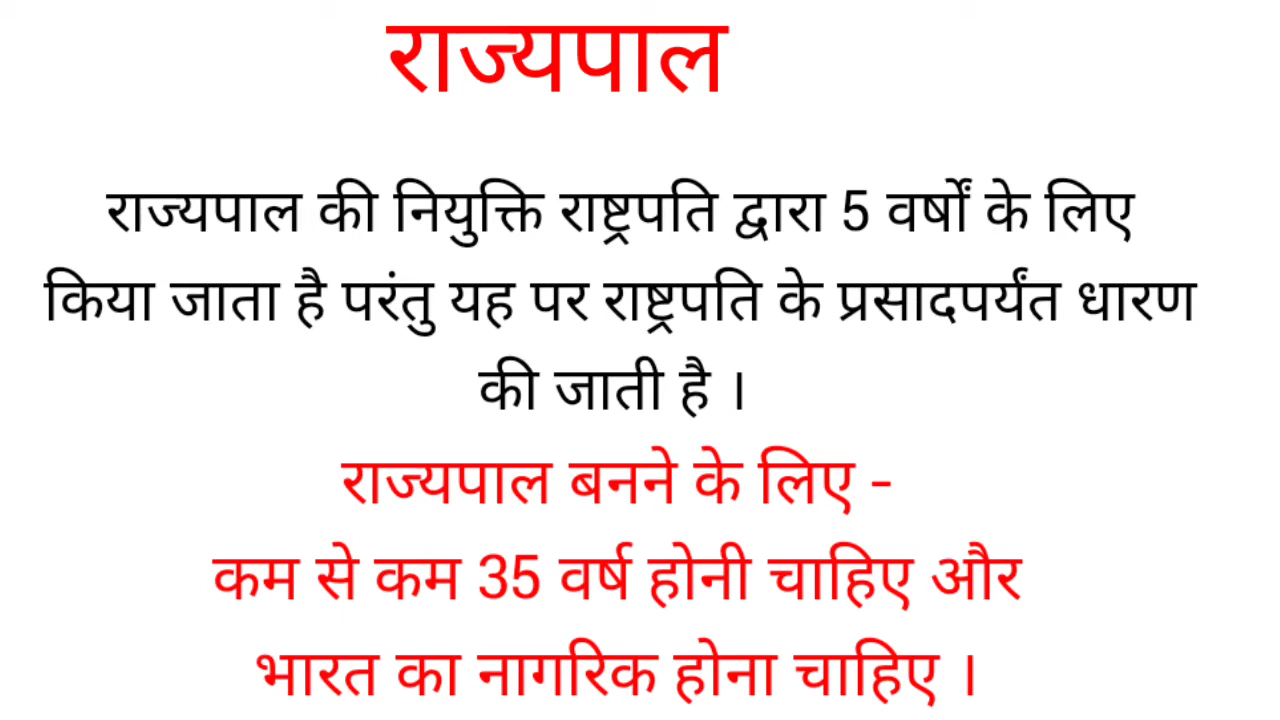 राज्यपाल
राज्यपाल की नियुक्ति राष्ट्रपति द्वारा 5 वर्षों के लिए
किया जाता है परंतु यह पर राष्ट्रपति के प्रसादपर्यंत धारण
की जाती है ।
राज्यपाल बनने के लिए -
कम से कम 35 वर्ष होनी चाहिए और
भारत का नागरिक होना चाहिए ।